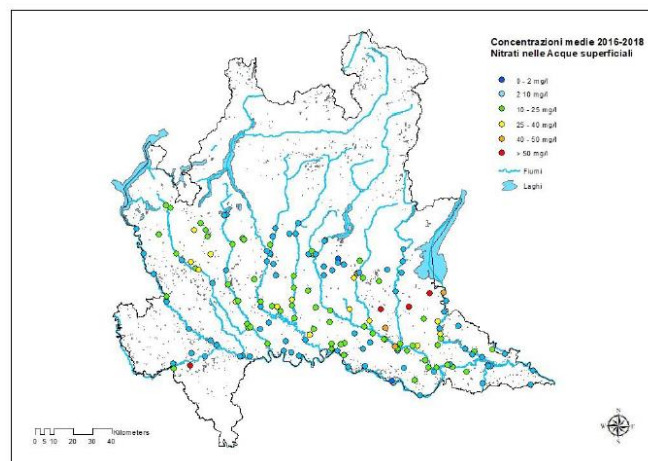 Concentrazioni medie 2016-2018
Nitrati nelle Acque superficiali
0 - 2 mg/l
2 10 mg/l
10 - 25 mg/l
25 - 40 mg/l
40 - 50 mg/l
> 50 mg/l
Fiumi
Laghi
Kilometers
0 5 10 20 30 40
N
W E
S